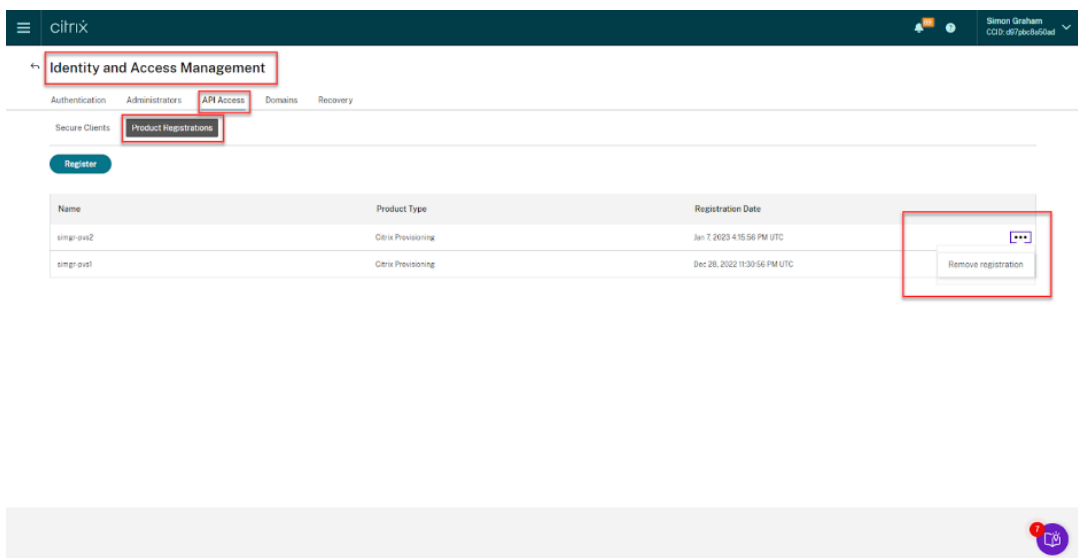 citrix
Simon Graham
CCID: d97pbc8a50ad
Identity and Access Management
Authentication Administrators API Access Domains Recovery
Secure Clients Product Registrations
Register
Name Product Type Registration Date
simgr-pvs2 Citrix Provisioning Jan 7, 2023 4:15:56 PM UTC
simgr-pvs1 Citrix Provisioning Dec 28, 2022 11:30:56 PM UTC
Remove registration
7